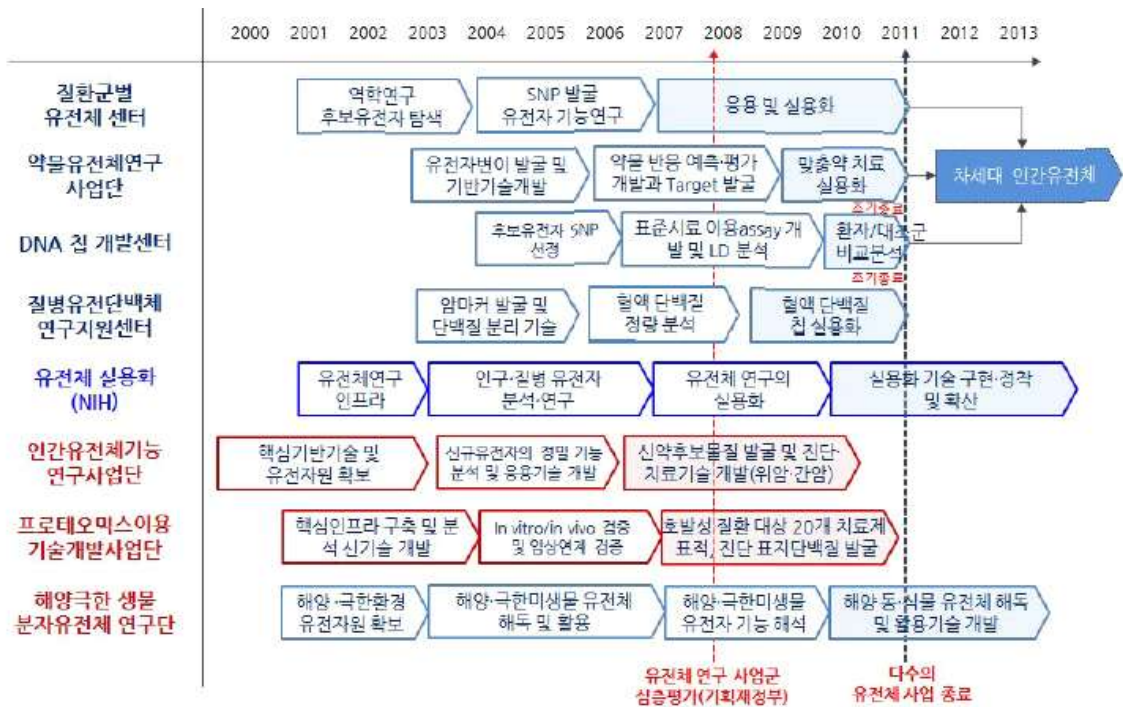 2000 2001 2002 2003 2004 2005 2006 2007 2008 2009 2010 2011 2012 2013
질환군별
유전체 센터
역학연구
후보유전자 탐색
SNP 발굴
유전자 기능연구
응용 및 실용화
약물유전체연구
사업단
유전자변이 발굴 및
기반기술개발
약물 반응 예측·평가
개발과 Target 발굴
맞춤약 치료
실용화
조기종료
차세대 인간유전체
DNA 칩 개발센터
후보유전자 SNP
선정
표준시료 이용assay 개
발 및 LD 분석
환자/대조군
비교분석
조기종료
질병유전단백체
연구지원센터
암마커 발굴 및
단백질 분리 기술
혈액 단백질
정량 분석
혈액 단백질
칩 실용화
유전체 실용화
(NIH)
유전체연구
인프라
인구·질병 유전자
분석·연구
유전체 연구의
실용화
실용화 기술 구현·정착
및 확산
인간유전체기능
연구사업단
핵심기반기술 및
유전자원 확보
신규유전자의 정밀 기능
분석 및 응용기술 개발
신약후보물질 발굴 및 진단·
치료기술 개발(위암·간암)
프로테오믹스이용
기술개발사업단
핵심인프라 구축 및 분
석 신기술 개발
In vitro/in vivo 검증
및 임상연계 검증
호발성 질환 대상 20개 치료제
표적, 진단 표지단백질 발굴
해양극한 생물
분자유전체 연구단
해양·극한환경
유전자원 확보
해양·극한미생물 유전체
해독 및 활용
해양·극한미생물
유전자 기능 해석
해양 동·식물 유전체 해독
및 활용기술 개발
유전체 연구 사업군
심층평가(기획재정부)
다수의
유전체사업 종료